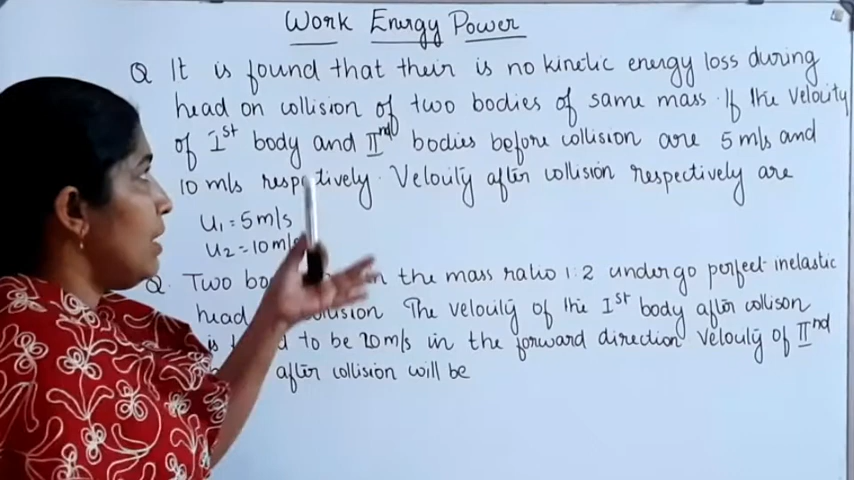 Work Energy Power
Q It is found that their is no kinetic energy loss during
head on collision of two bodies of same mass. If the velocity
of Ist body and IInd bodies before collision are 5 m/s and
10 m/s respectively. Velocity after collision respectively are
u1 = 5 m/s
u2 = 10 m/s
Q. Two in the mass ratio 1:2 undergo perfect inelastic
head The velocity of the Ist body after collison
is to be 20 m/s in the forward direction Velocity of IInd
after collision will be